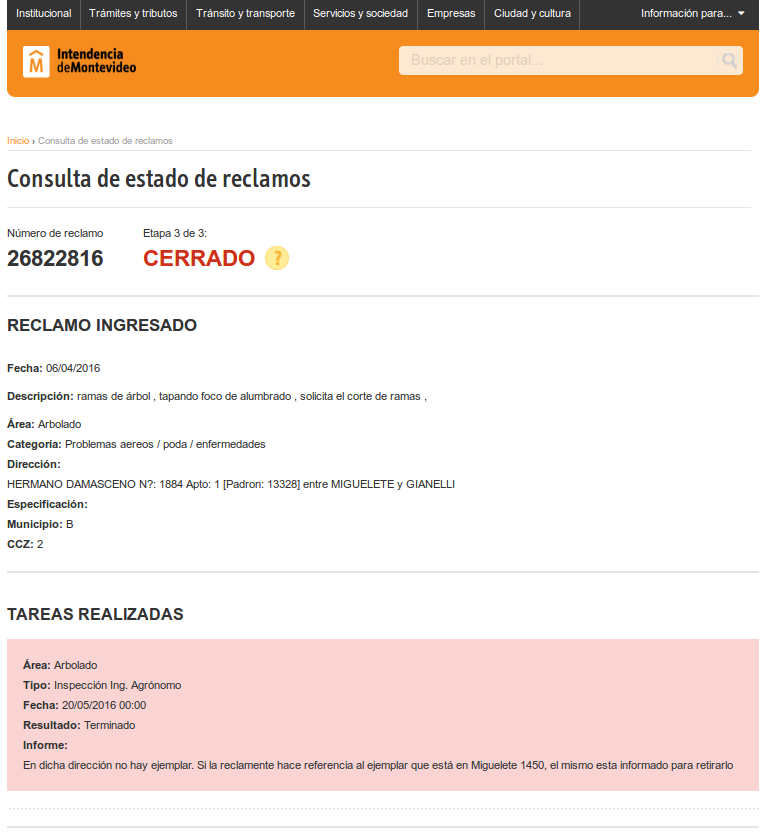 Institucional Trámites y tributos Tránsito y transporte Servicios y sociedad Empresas Ciudad y cultura Información para...
Intendencia
deMontevideo
Buscar en el portal...
Inicio › Consulta de estado de reclamos
Consulta de estado de reclamos
Número de reclamo Etapa 3 de 3:
26822816 CERRADO ?
RECLAMO INGRESADO
Fecha: 06/04/2016
Descripción: ramas de árbol , tapando foco de alumbrado , solicita el corte de ramas ,
Área: Arbolado
Categoría: Problemas aereos / poda / enfermedades
Dirección:
HERMANO DAMASCENO N?: 1884 Apto: 1 [Padron: 13328] entre MIGUELETE y GIANELLI
Especificación:
Municipio: B
CCZ: 2
TAREAS REALIZADAS
Área: Arbolado
Tipo: Inspección Ing. Agrónomo
Fecha: 20/05/2016 00:00
Resultado: Terminado
Informe:
En dicha dirección no hay ejemplar. Si la reclamente hace referencia al ejemplar que está en Miguelete 1450, el mismo esta informado para retirarlo